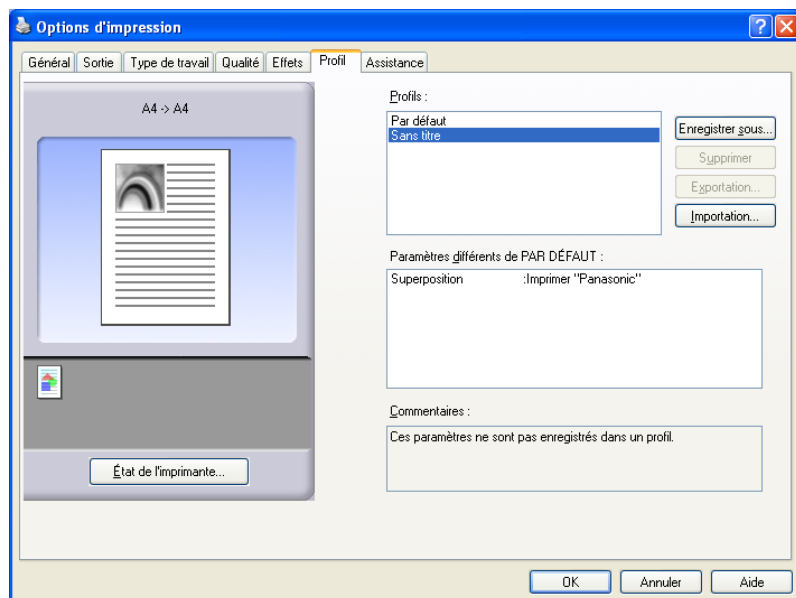 Options d'impression
Général Sortie Type de travail Qualité Effets Profil Assistance
A4 -> A4
État de l'imprimante...
Profils :
Par défaut
Sans titre
Enregistrer sous...
Supprimer
Exportation...
Importation...
Paramètres différents de PAR DÉFAUT :
Superposition :Imprimer "Panasonic"
Commentaires :
Ces paramètres ne sont pas enregistrés dans un profil.
OK Annuler Aide